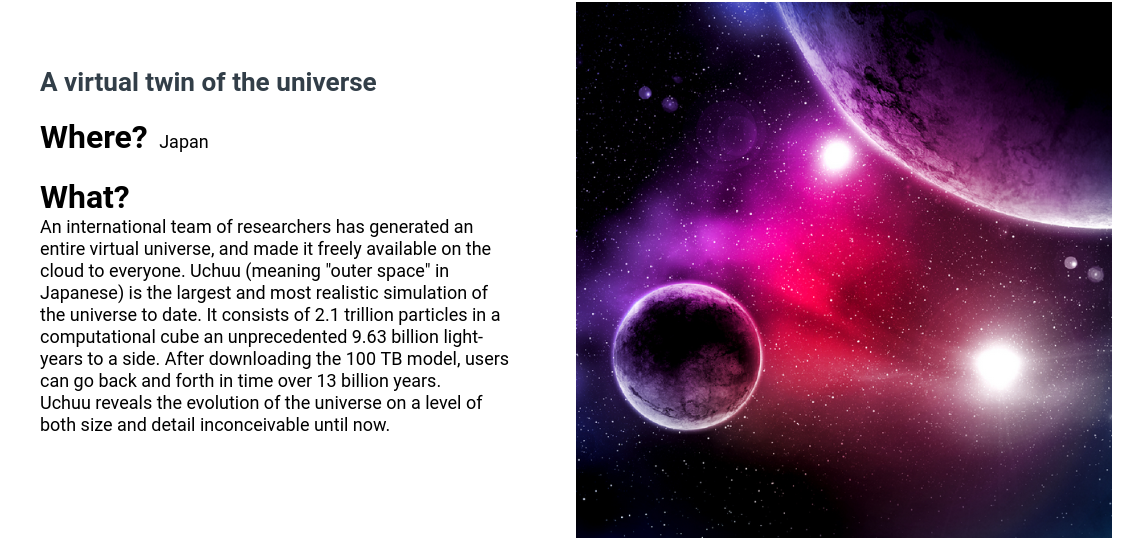 A virtual twin of the universe
Where? Japan
What?
An international team of researchers has generated an
entire virtual universe, and made it freely available on the
cloud to everyone. Uchuu (meaning "outer space" in
Japanese) is the largest and most realistic simulation of
the universe to date. It consists of 2.1 trillion particles in a
computational cube an unprecedented 9.63 billion light-
years to a side. After downloading the 100 TB model, users
can go back and forth in time over 13 billion years.
Uchuu reveals the evolution of the universe on a level of
both size and detail inconceivable until now.